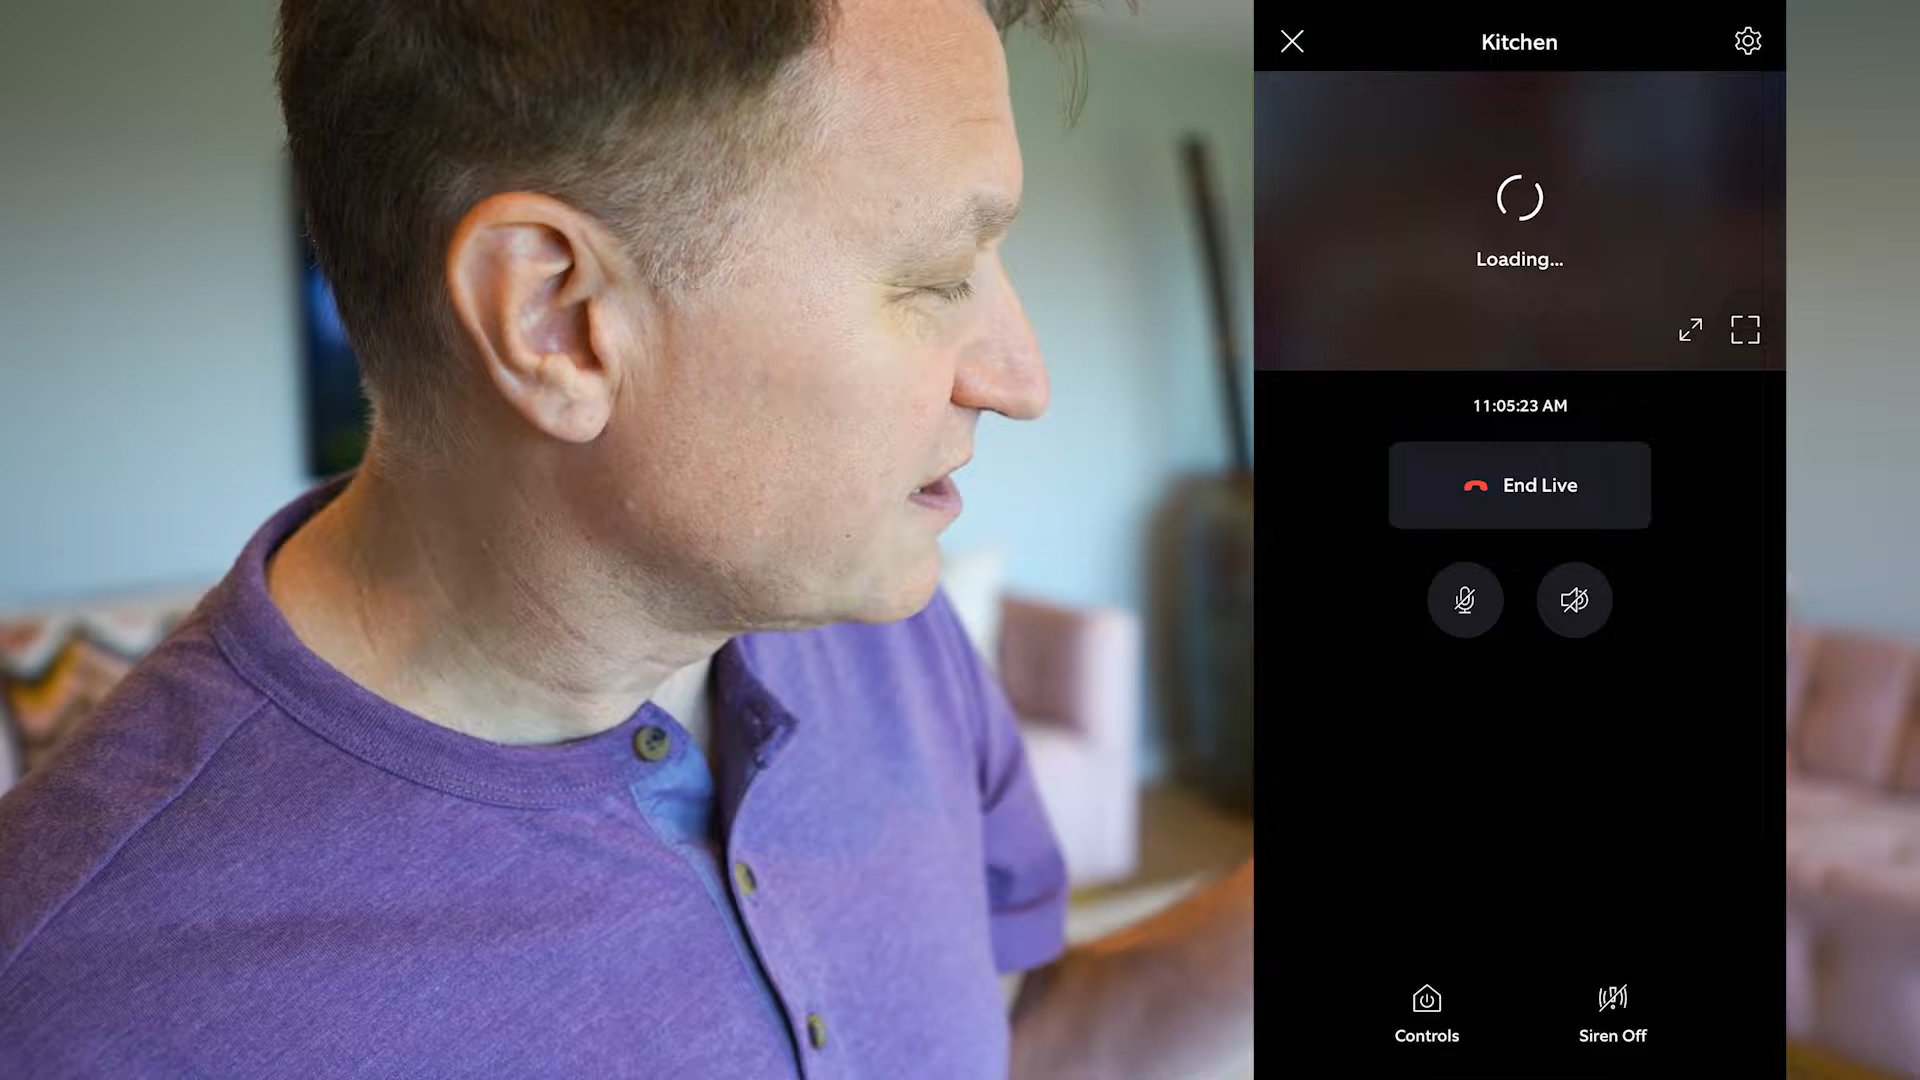 Kitchen
Loading...
11:05:23 AM
End Live
Controls
Siren Off